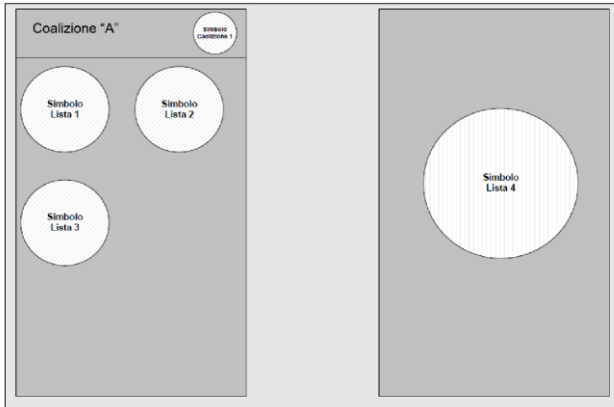 Coalizione "A"
Simbolo
Coalizione 1
Simbolo
Lista 1
Simbolo
Lista 2
Simbolo
Lista 3
Simbolo
Lista 4